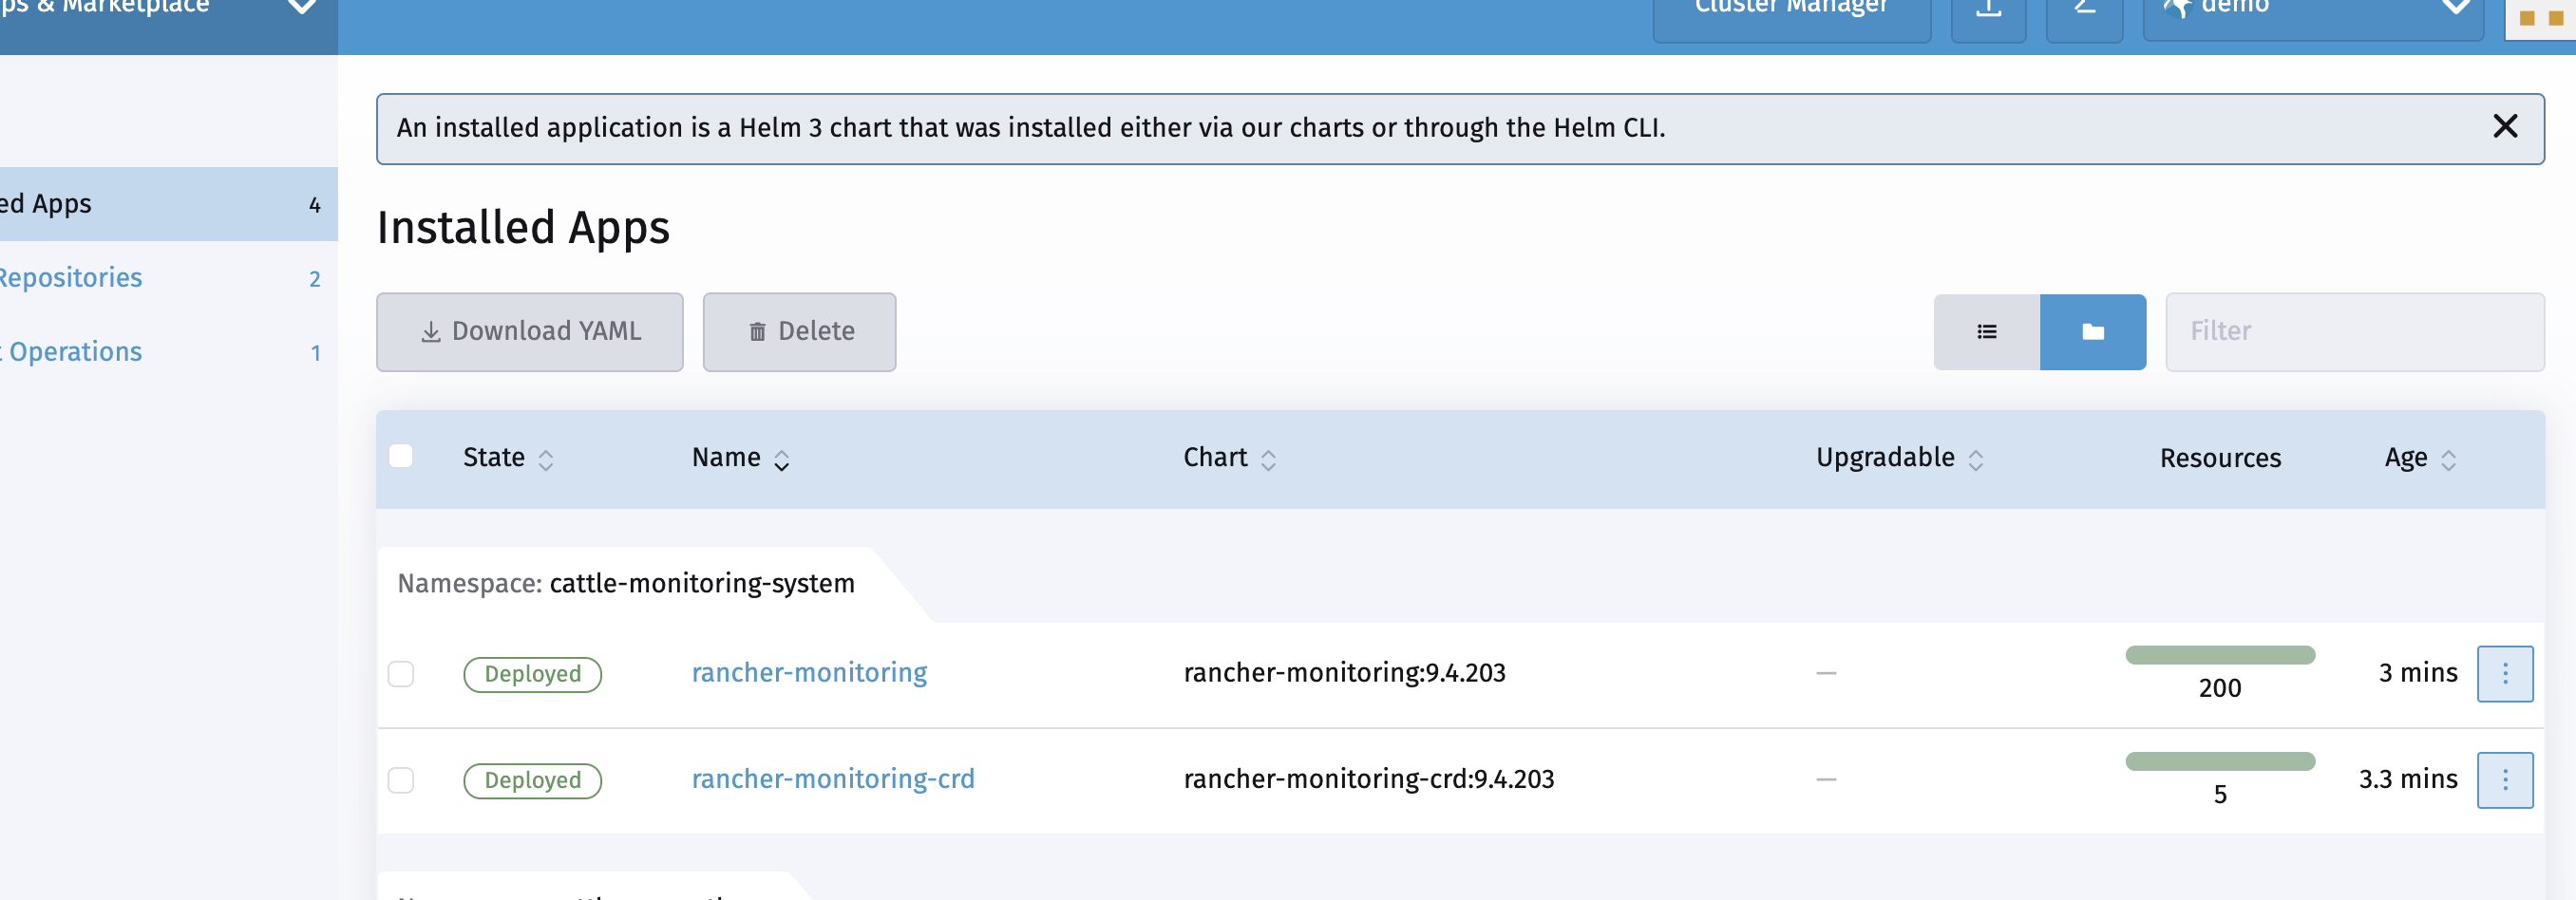 & Marketplace
Cluster Manager
demo
An installed application is a Helm 3 chart that was installed either via our charts or through the Helm CLI.
Apps 4
Repositories 2
Operations 1
Installed Apps
Download YAML Delete Filter
State Name Chart Upgradable Resources Age
Namespace: cattle-monitoring-system
Deployed rancher-monitoring rancher-monitoring:9.4.203 — 200 3 mins
Deployed rancher-monitoring-crd rancher-monitoring-crd:9.4.203 — 5 3.3 mins